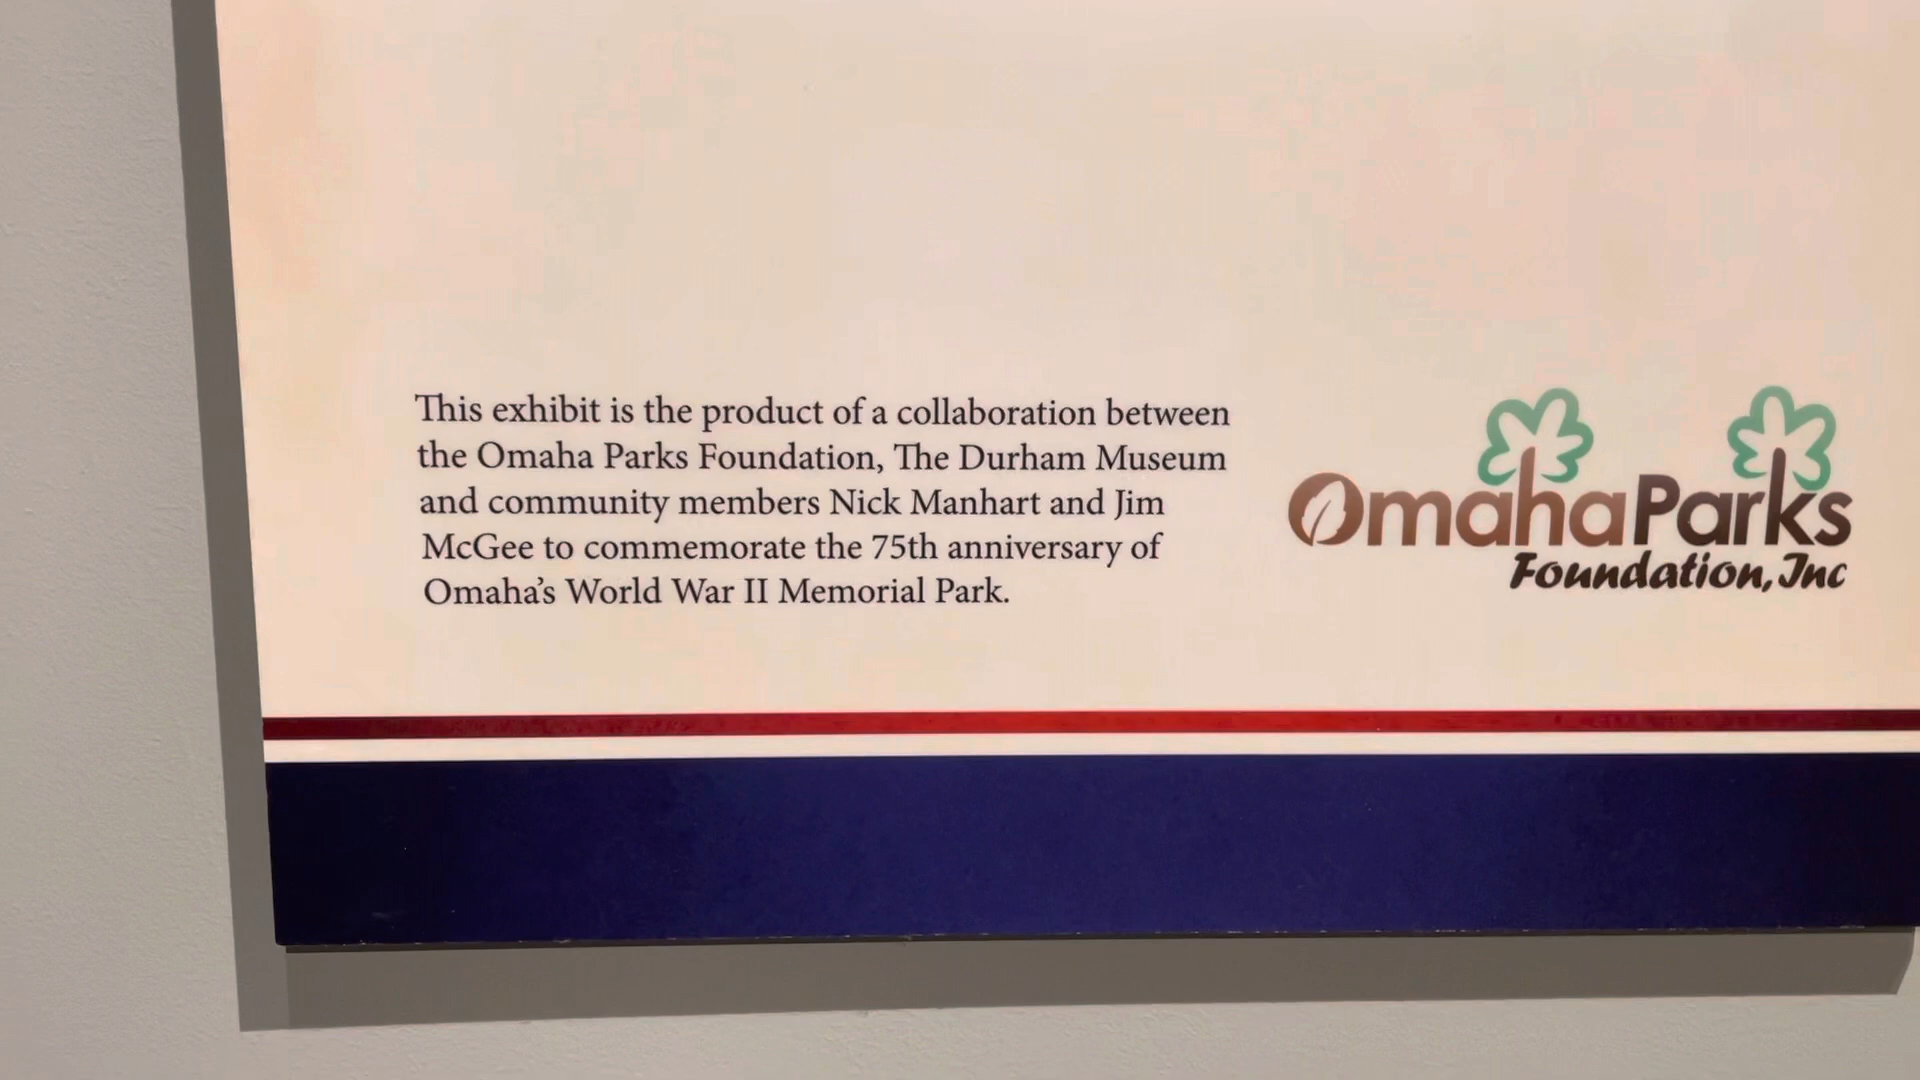 This exhibit is the product of a collaboration between
the Omaha Parks Foundation, The Durham Museum
and community members Nick Manhart and Jim
McGee to commemorate the 75th anniversary of
Omaha's World War II Memorial Park.
OmahaParks
Foundation, Inc